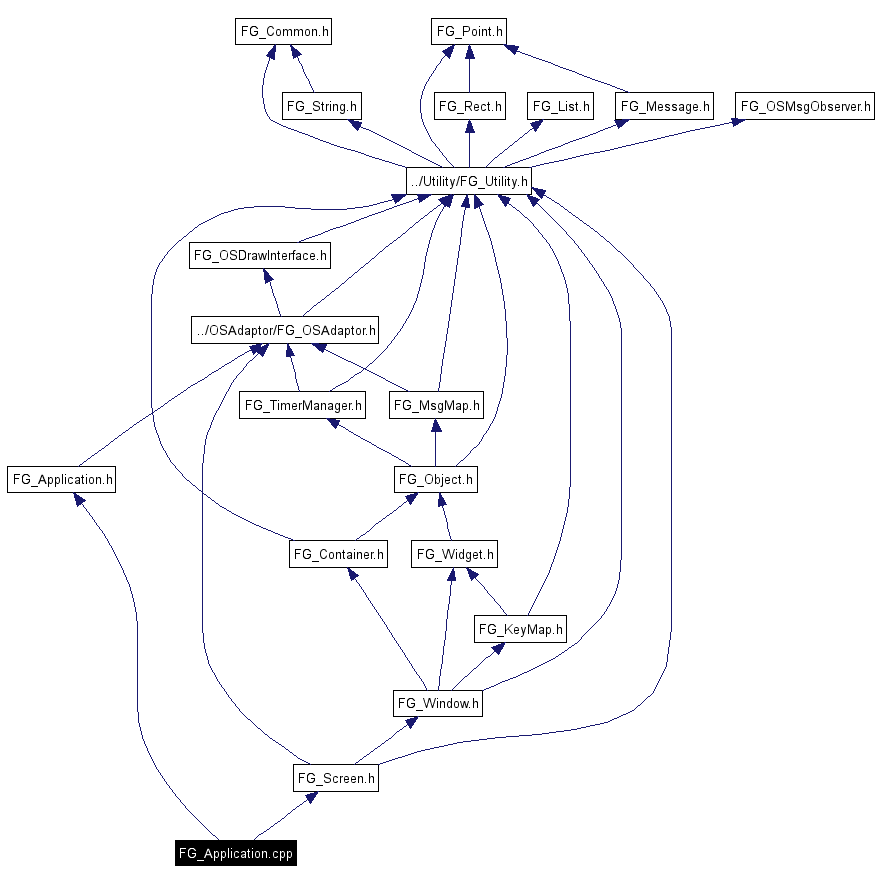 FG_Common.h
FG_Point.h
FG_String.h
FG_Rect.h
FG_List.h
FG_Message.h
FG_OSMsgObserver.h
../Utility/FG_Utility.h
FG_OSDrawInterface.h
../OSAdaptor/FG_OSAdaptor.h
FG_TimerManager.h
FG_MsgMap.h
FG_Application.h
FG_Object.h
FG_Container.h
FG_Widget.h
FG_KeyMap.h
FG_Window.h
FG_Screen.h
FG_Application.cpp